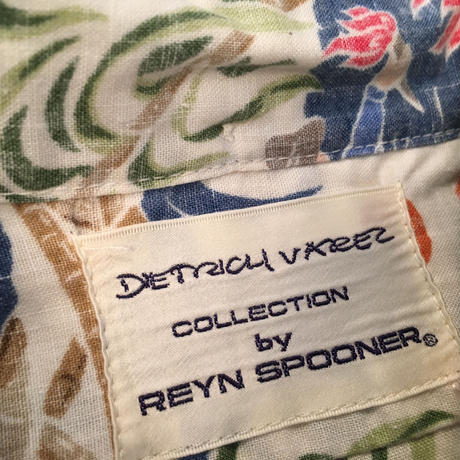 DIETRICH VAREZ
COLLECTION
by
REYN SPOONER®